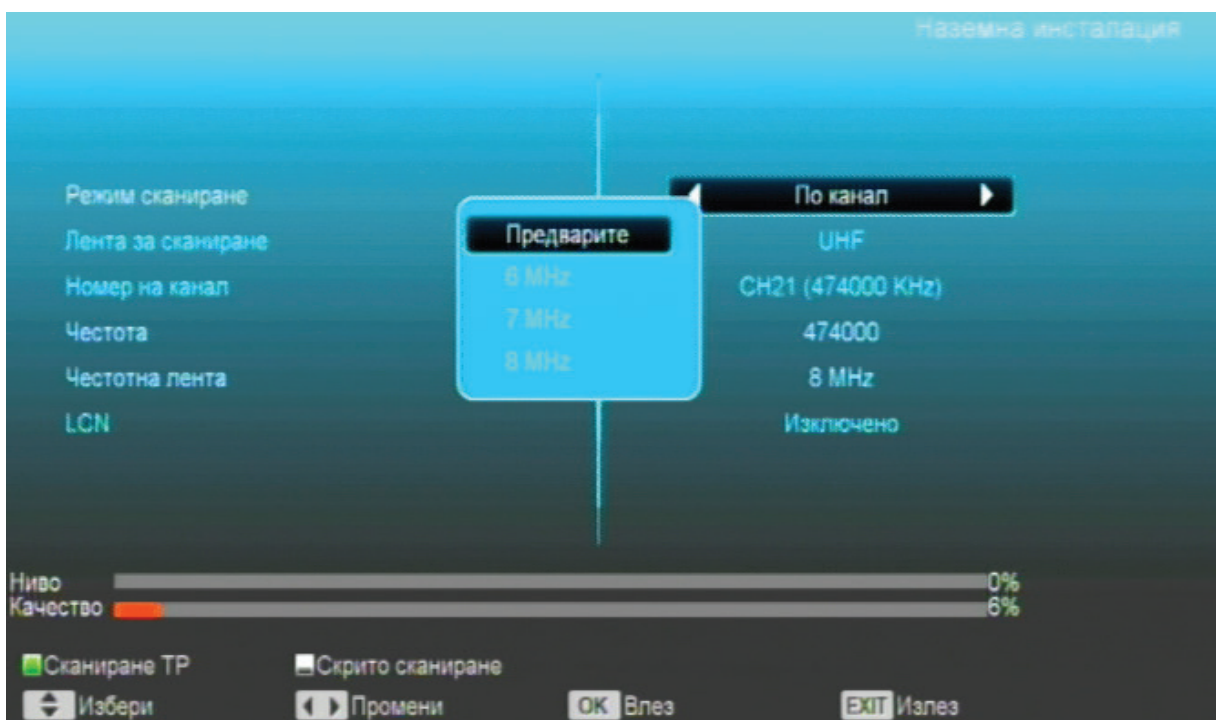 Наземна инсталация
Режим сканиране
По канал
Лента за сканиране
UHF
Номер на канал
CH21 (474000 KHz)
Честота
474000
Честотна лента
8 MHz
LCN
Изключено
Предварите
6 MHz
7 MHz
8 MHz
Ниво
0%
Качество
6%
Сканиране TP
Скрито сканиране
Избери
Промени
OK Влез
EXIT Излез